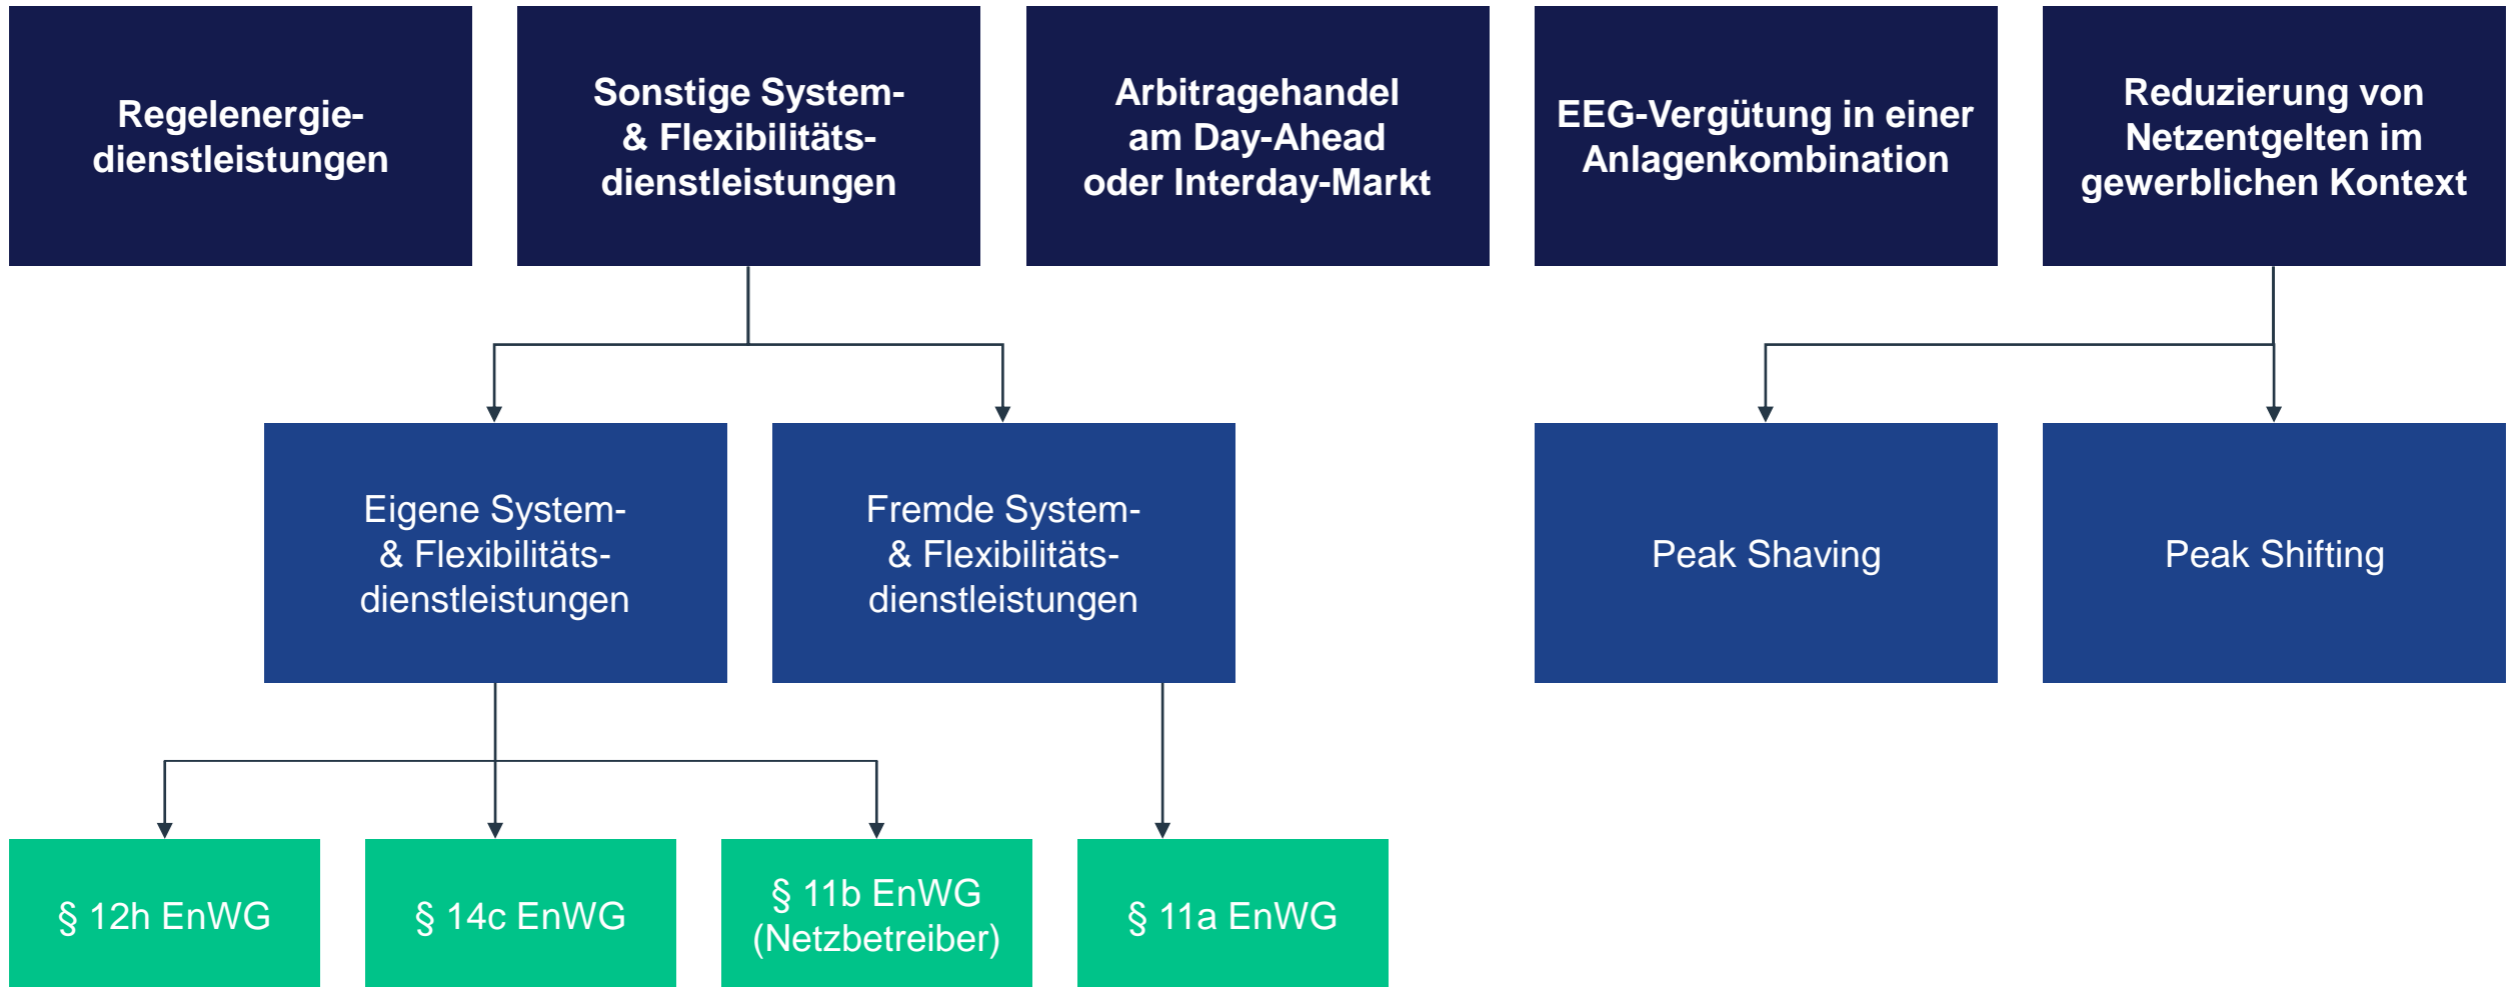 Regelenergie-
dienstleistungen
Sonstige System-
& Flexibilitäts-
dienstleistungen
Arbitragehandel
am Day-Ahead
oder Interday-Markt
EEG-Vergütung in einer
Anlagenkombination
Reduzierung von
Netzentgelten im
gewerblichen Kontext
Eigene System-
& Flexibilitäts-
dienstleistungen
Fremde System-
& Flexibilitäts-
dienstleistungen
Peak Shaving
Peak Shifting
§ 12h EnWG
§ 14c EnWG
§ 11b EnWG
(Netzbetreiber)
§ 11a EnWG